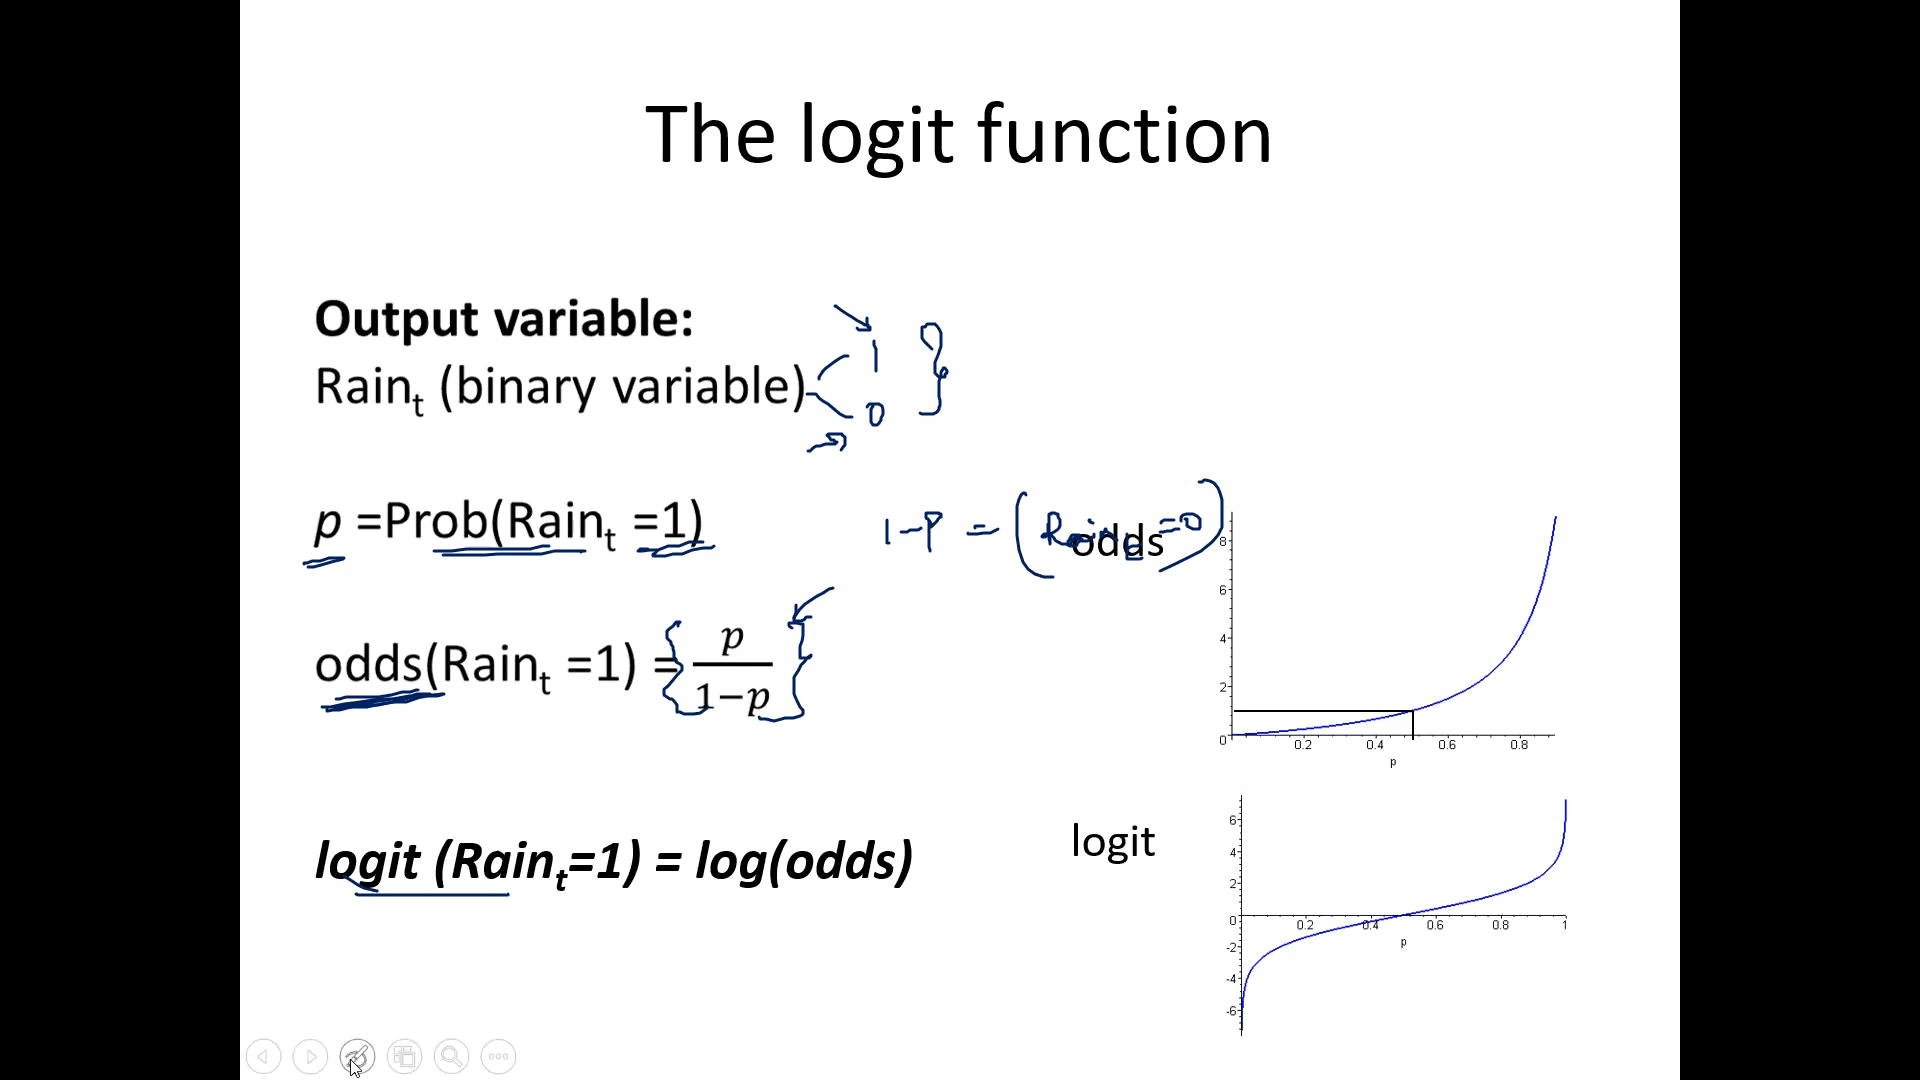 The logit function
Output variable:
Rainₜ (binary variable)
1
0
p =Prob(Rainₜ =1)
1-P = (Rainₜ =0)
odds
odds(Rainₜ =1) = p/(1−p)
logit (Rainₜ=1) = log(odds)
8
6
4
2
0
0.2 0.4 0.6 0.8
p
logit
6
4
2
0
-2
-4
-6
0.2 0.4 0.6 0.8 1
p